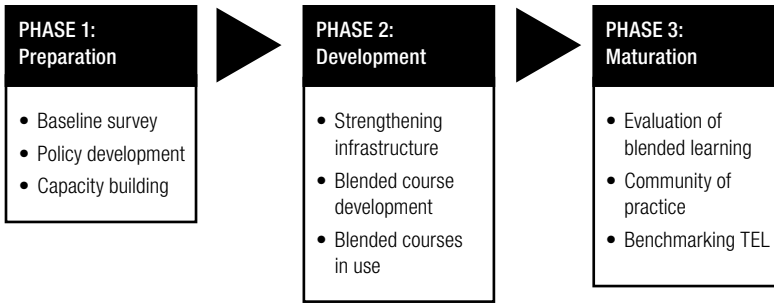 PHASE 1:
Preparation
• Baseline survey
• Policy development
• Capacity building
PHASE 2:
Development
• Strengthening
infrastructure
• Blended course
development
• Blended courses
in use
PHASE 3:
Maturation
• Evaluation of
blended learning
• Community of
practice
• Benchmarking TEL